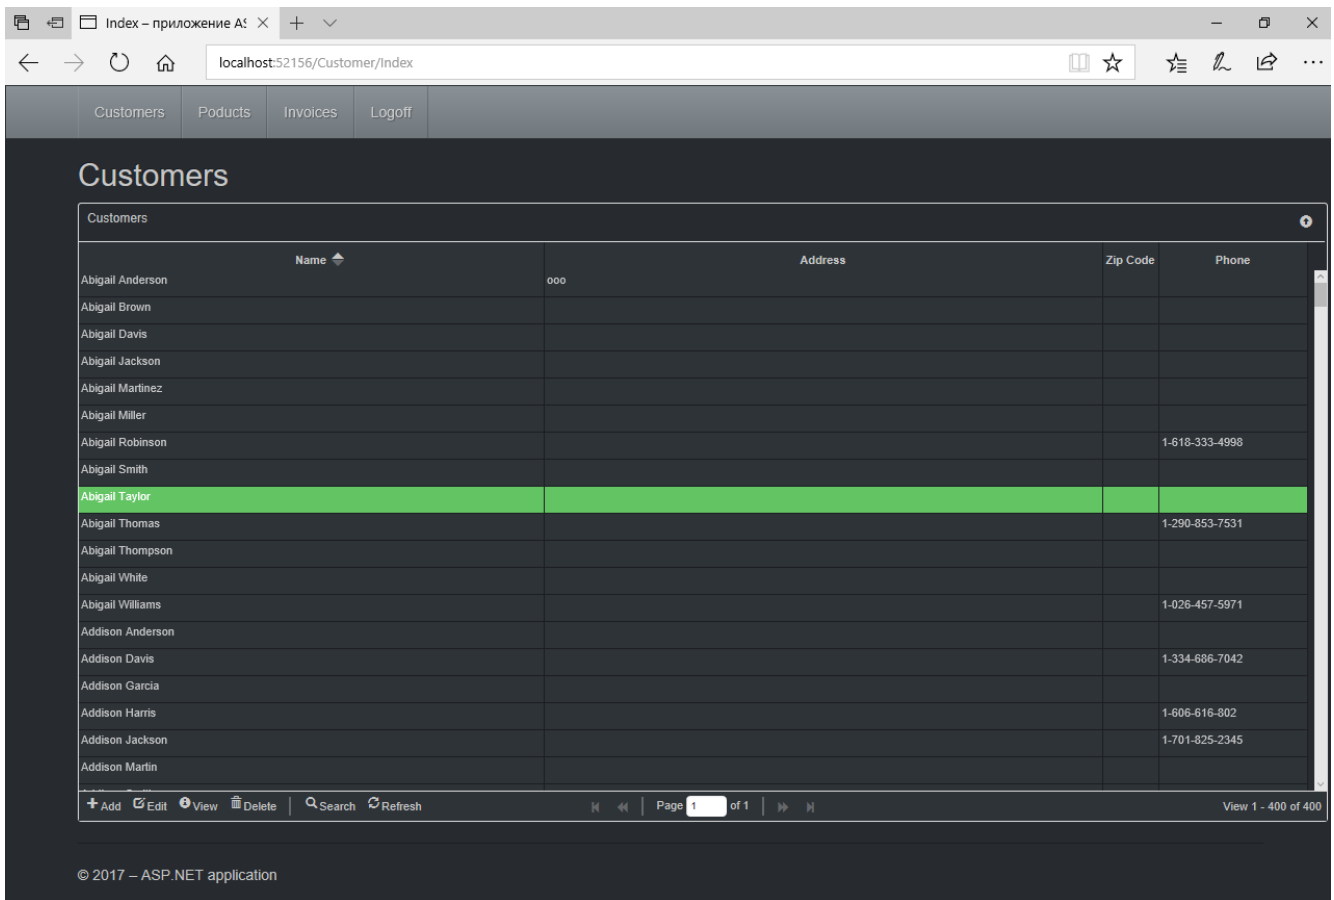 Index – приложение AS
localhost:52156/Customer/Index
Customers Poducts Invoices Logoff
Customers
Customers
Name Address Zip Code Phone
Abigail Anderson ooo
Abigail Brown
Abigail Davis
Abigail Jackson
Abigail Martinez
Abigail Miller
Abigail Robinson 1-618-333-4998
Abigail Smith
Abigail Taylor
Abigail Thomas 1-290-853-7531
Abigail Thompson
Abigail White
Abigail Williams 1-026-457-5971
Addison Anderson
Addison Davis 1-334-686-7042
Addison Garcia
Addison Harris 1-606-616-802
Addison Jackson 1-701-825-2345
Addison Martin
Add Edit View Delete Search Refresh Page 1 of 1 View 1 - 400 of 400
© 2017 – ASP.NET application